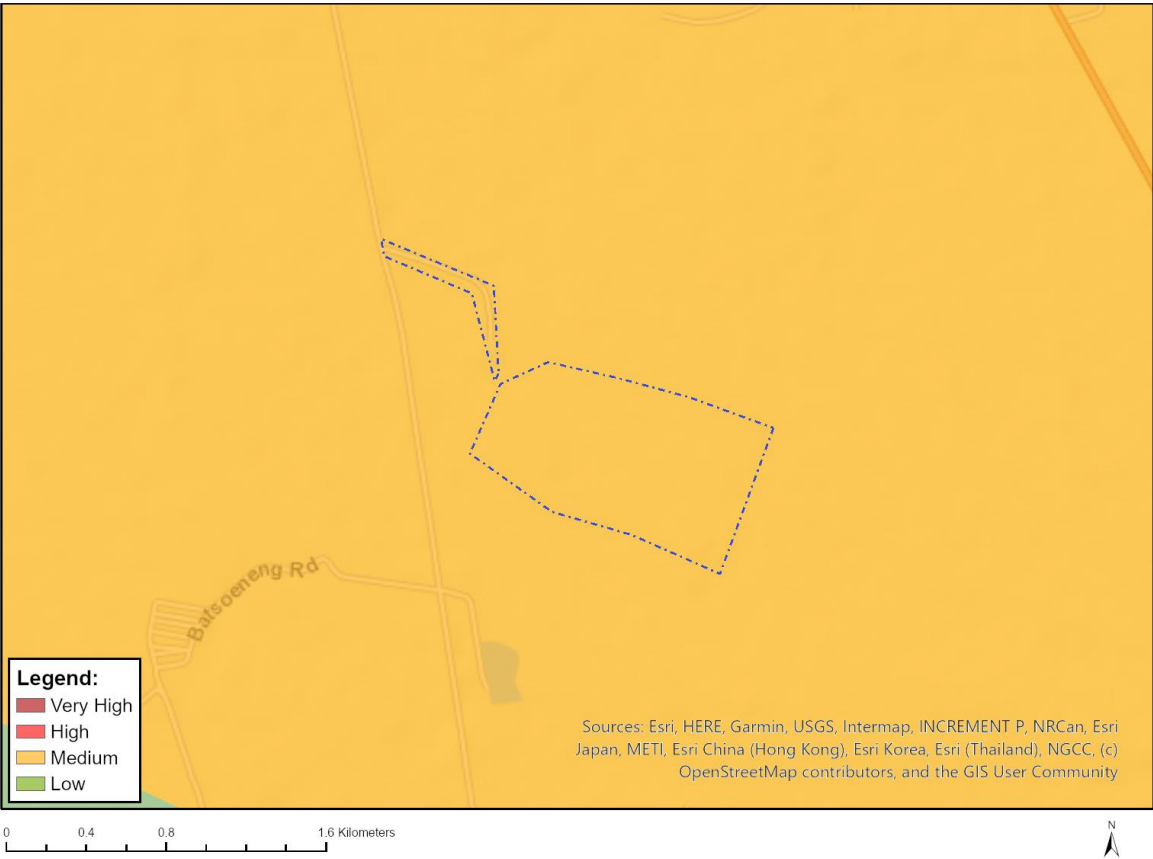 Batsoeneng Rd
Legend:
Very High
High
Medium
Low
Sources: Esri, HERE, Garmin, USGS, Intermap, INCREMENT P, NRCan, Esri
Japan, METI, Esri China (Hong Kong), Esri Korea, Esri (Thailand), NGCC, (c)
OpenStreetMap contributors, and the GIS User Community
0 0.4 0.8 1.6 Kilometers
N